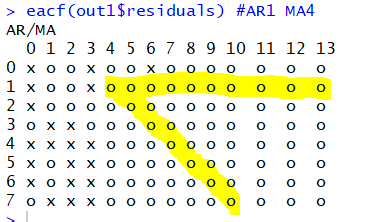 > eacf(out1$residuals) #AR1 MA4
AR/MA
0 1 2 3 4 5 6 7 8 9 10 11 12 13
0 x o o x o o x o o o o o o o
1 x o o x o o o o o o o o o o
2 x o o o o o o o o o o o o o
3 o x x o o o o o o o o o o o
4 x x x x o o o o o o o o o o
5 x x x o o o o o o o o o o o
6 x o x x o o o o o o o o o o
7 o x x x o o o o o o o o o o
>